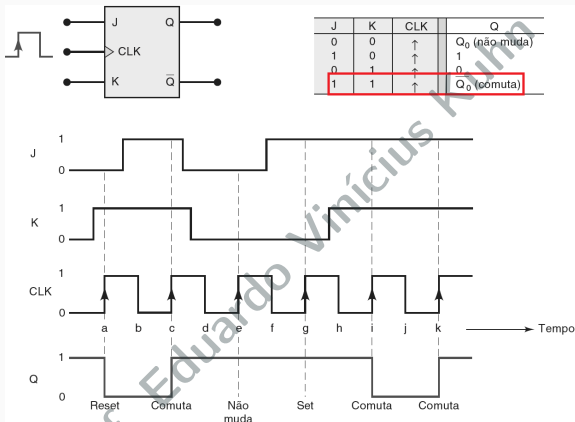 J Q
CLK
K Q̅
J K CLK Q
0 0 ↑ Q₀ (não muda)
1 0 ↑ 1
0 1 ↑ 0
1 1 ↑ Q̅₀ (comuta)
1
J
0
1
K
0
1
CLK
0
a b c d e f g h i j k Tempo
1
Q
0
Reset Comuta Não Set Comuta Comuta
muda
Eduardo Vinícius Kuhn